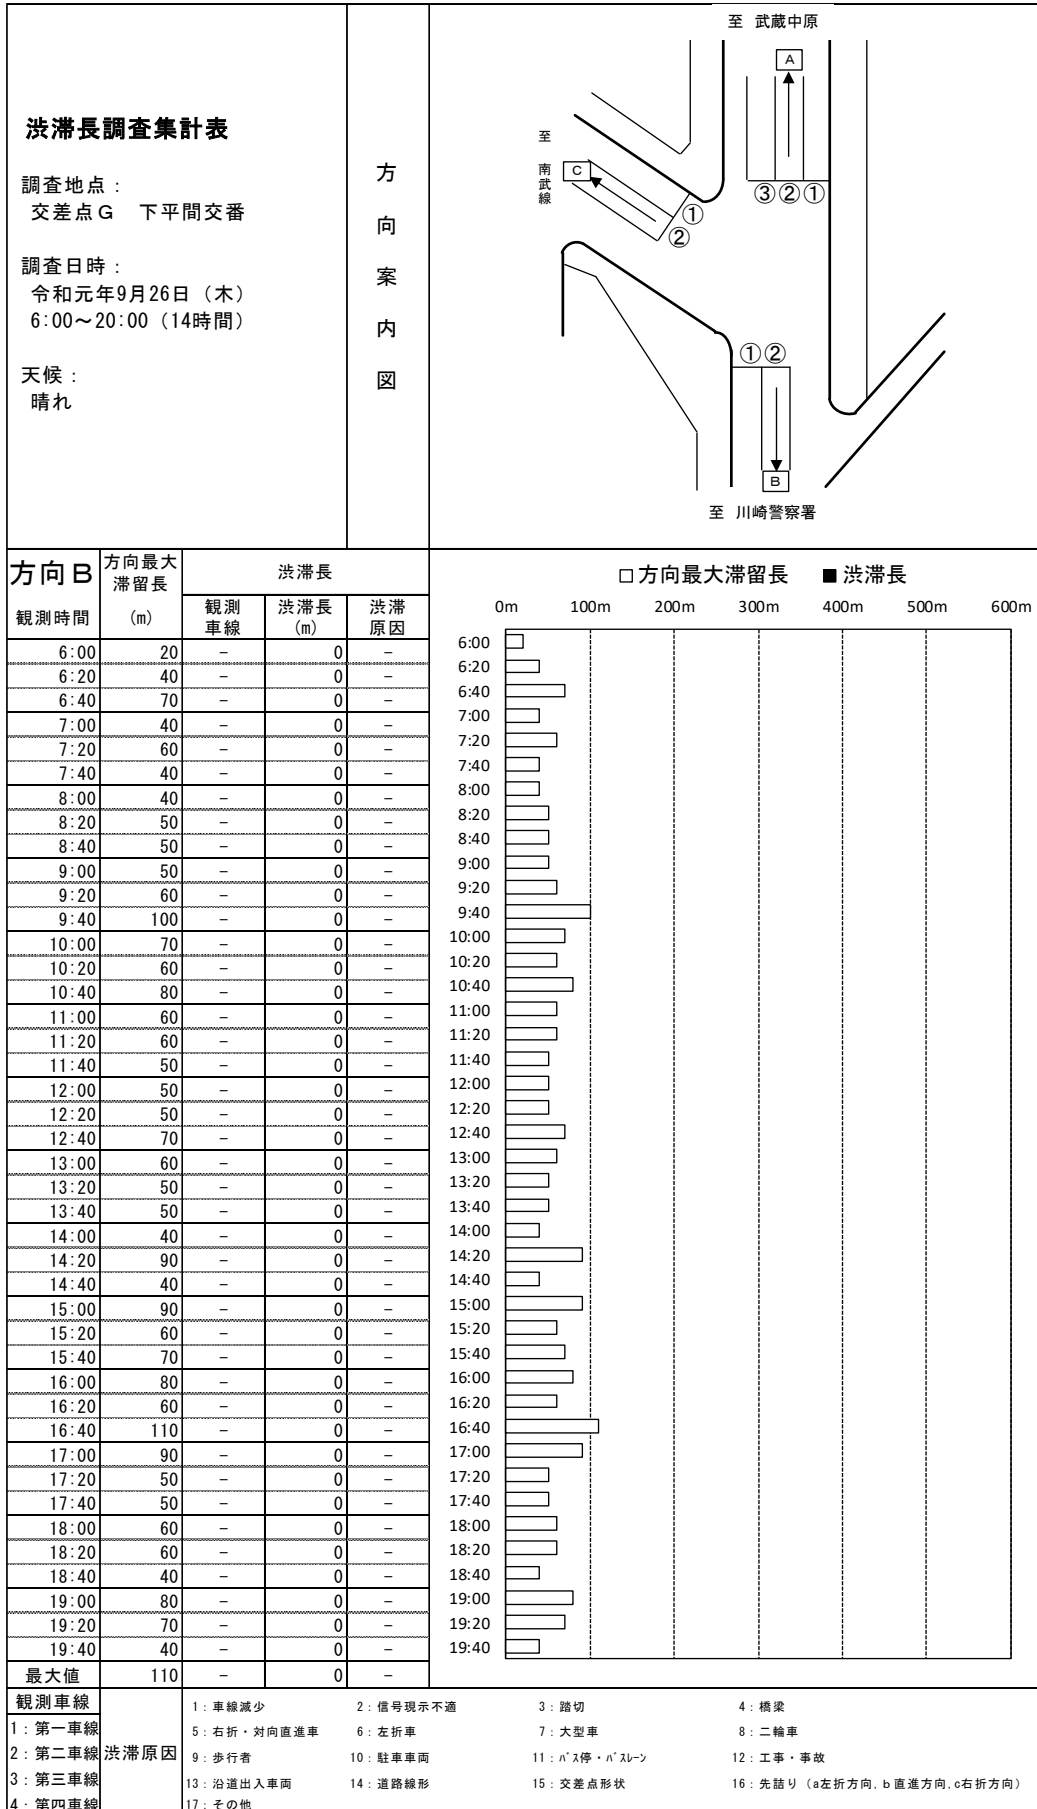 渋滞長調査集計表
調査地点：
交差点G　下平間交番
調査日時：
令和元年9月26日（木）
6:00～20:00（14時間）
天候：
晴れ
方向案内図
至 武蔵中原
A
③②①
至 南武線
C
①
②
①②
B
至 川崎警察署
方向B 方向最大滞留長 渋滞長
観測時間 (m) 観測車線 渋滞長(m) 渋滞原因
6:00 20 － 0 －
6:20 40 － 0 －
6:40 70 － 0 －
7:00 40 － 0 －
7:20 60 － 0 －
7:40 40 － 0 －
8:00 40 － 0 －
8:20 50 － 0 －
8:40 50 － 0 －
9:00 50 － 0 －
9:20 60 － 0 －
9:40 100 － 0 －
10:00 70 － 0 －
10:20 60 － 0 －
10:40 80 － 0 －
11:00 60 － 0 －
11:20 60 － 0 －
11:40 50 － 0 －
12:00 50 － 0 －
12:20 50 － 0 －
12:40 70 － 0 －
13:00 60 － 0 －
13:20 50 － 0 －
13:40 50 － 0 －
14:00 40 － 0 －
14:20 90 － 0 －
14:40 40 － 0 －
15:00 90 － 0 －
15:20 60 － 0 －
15:40 70 － 0 －
16:00 80 － 0 －
16:20 60 － 0 －
16:40 110 － 0 －
17:00 90 － 0 －
17:20 50 － 0 －
17:40 50 － 0 －
18:00 60 － 0 －
18:20 60 － 0 －
18:40 40 － 0 －
19:00 80 － 0 －
19:20 70 － 0 －
19:40 40 － 0 －
最大値 110 － 0 －
□方向最大滞留長 ■渋滞長
0m 100m 200m 300m 400m 500m 600m
6:00
6:20
6:40
7:00
7:20
7:40
8:00
8:20
8:40
9:00
9:20
9:40
10:00
10:20
10:40
11:00
11:20
11:40
12:00
12:20
12:40
13:00
13:20
13:40
14:00
14:20
14:40
15:00
15:20
15:40
16:00
16:20
16:40
17:00
17:20
17:40
18:00
18:20
18:40
19:00
19:20
19:40
観測車線
1：第一車線
2：第二車線
3：第三車線
4：第四車線
渋滞原因
1：車線減少 2：信号現示不適 3：踏切 4：橋梁
5：右折・対向直進車 6：左折車 7：大型車 8：二輪車
9：歩行者 10：駐車車両 11：ﾊﾞｽ停・ﾊﾞｽﾚｰﾝ 12：工事・事故
13：沿道出入車両 14：道路線形 15：交差点形状 16：先詰り（a左折方向，b直進方向，c右折方向）
17：その他